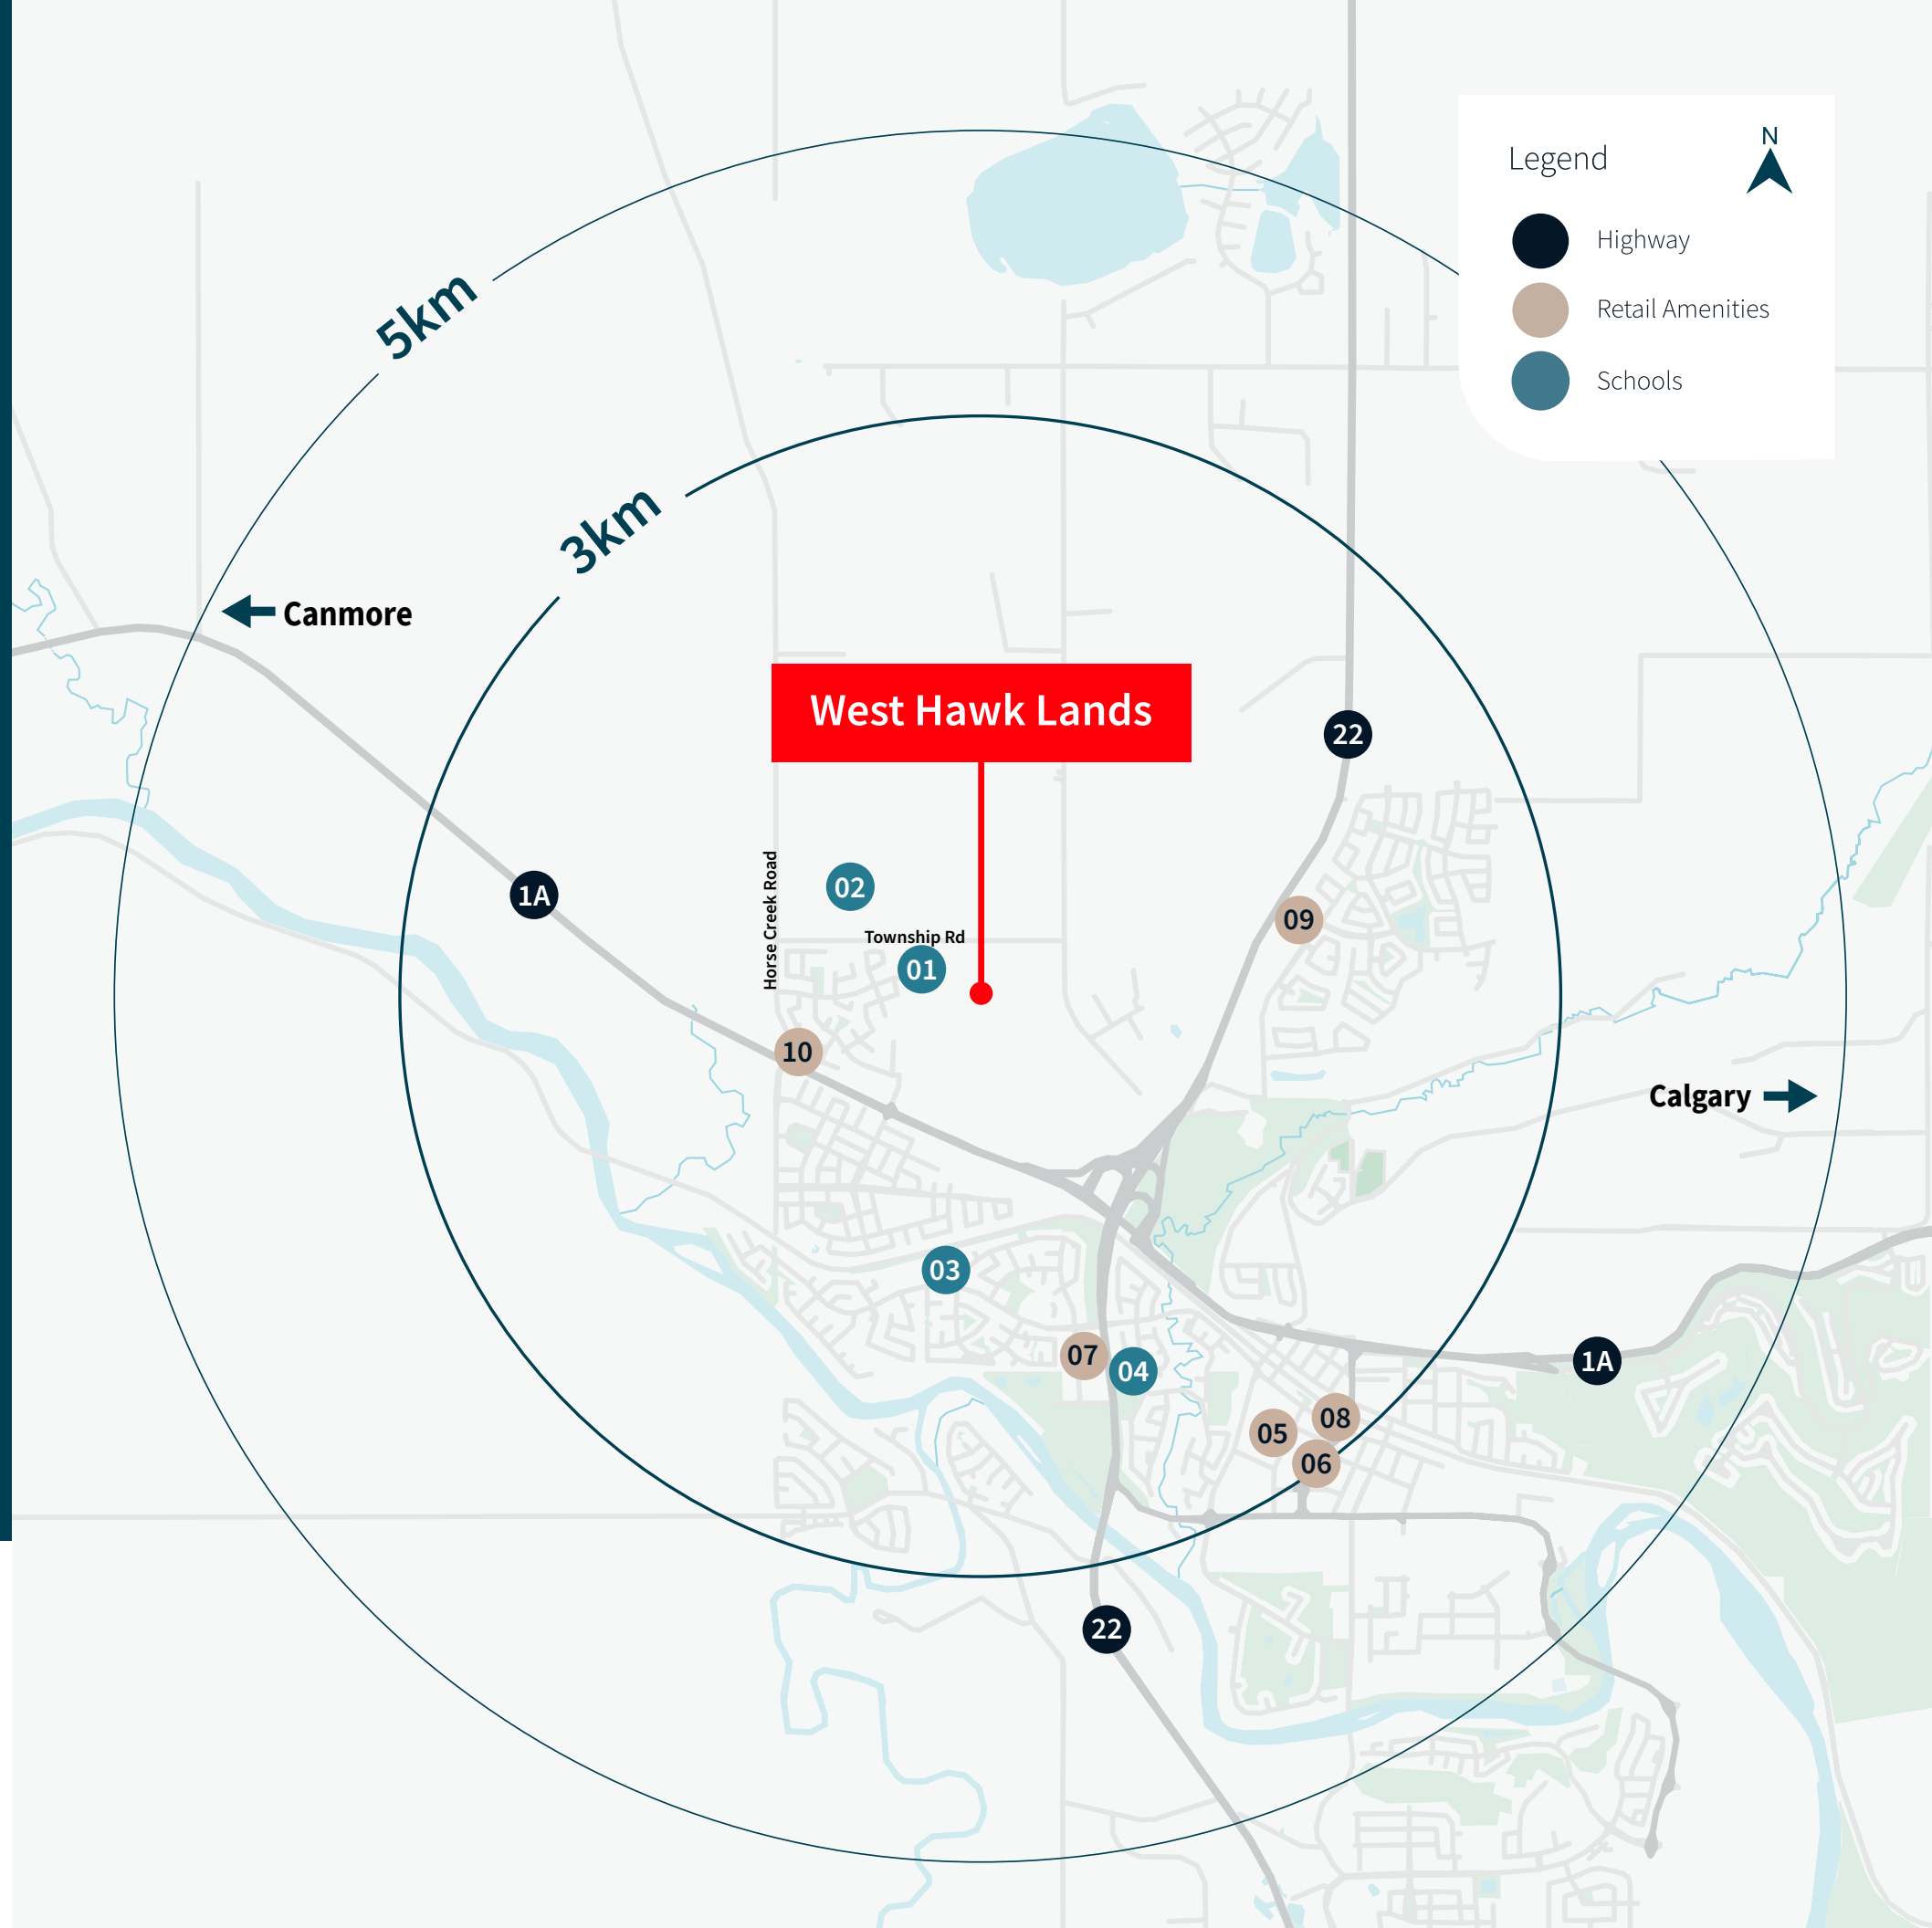 N
Legend
Highway
Retail Amenities
Schools
5km
3km
Canmore
West Hawk Lands
22
1A
Horse Creek Road
02
09
Township Rd
01
10
Calgary
03
07
04
1A
08
05
06
22